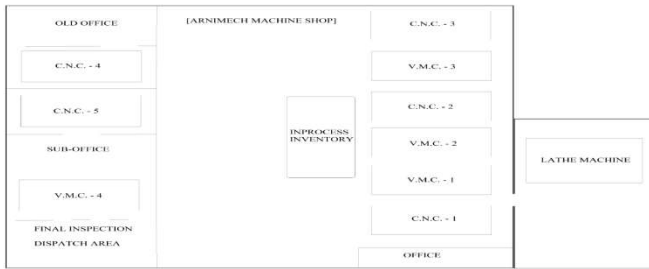 OLD OFFICE
[ARNIMECH MACHINE SHOP]
C.N.C. - 3
C.N.C. - 4
V.M.C. - 3
C.N.C. - 5
C.N.C. - 2
INPROCESS
INVENTORY
V.M.C. - 2
SUB-OFFICE
LATHE MACHINE
V.M.C. - 1
V.M.C. - 4
C.N.C. - 1
FINAL INSPECTION
DISPATCH AREA
OFFICE